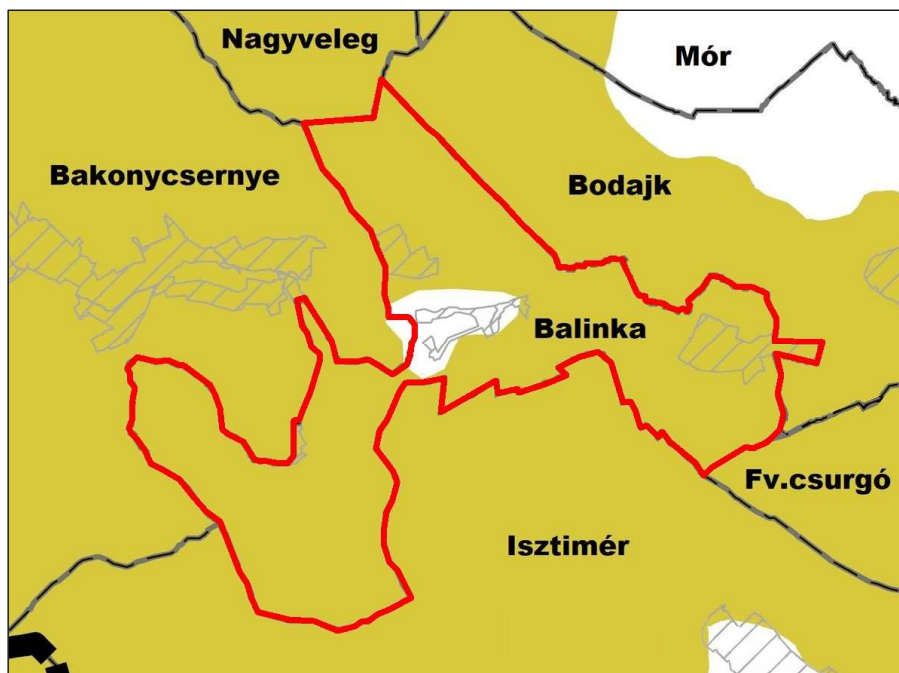 Nagyveleg
Mór
Bakonycsernye
Bodajk
Balinka
Fv.csurgó
Isztimér